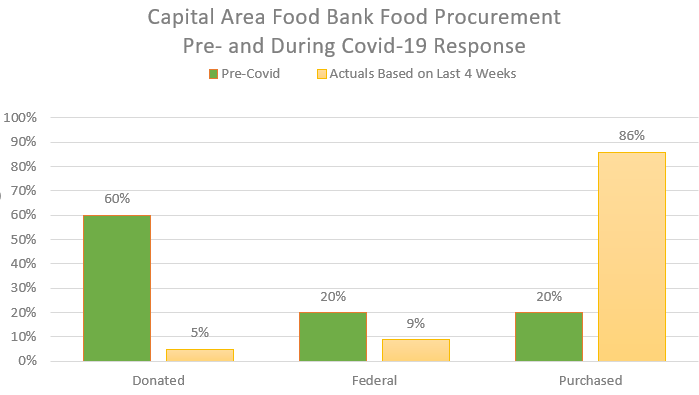 Capital Area Food Bank Food Procurement
Pre- and During Covid-19 Response
Pre-Covid
Actuals Based on Last 4 Weeks
100%
90%
80%
70%
60%
50%
40%
30%
20%
10%
0%
60%
5%
20%
9%
20%
86%
Donated
Federal
Purchased